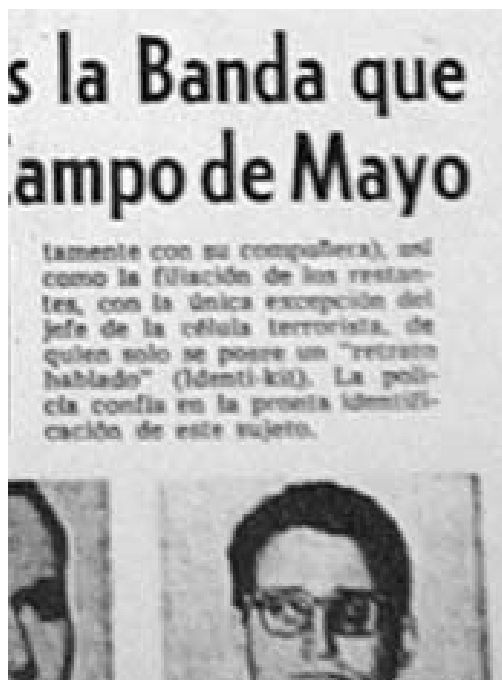 s la Banda que
Campo de Mayo
tamente con su compañera), así
como la filiación de los restan-
tes, con la única excepción del
jefe de la célula terrorista, de
quien solo se posee un "retrato
hablado" (Identi-kit). La poli-
cía confía en la pronta identifi-
cación de este sujeto.